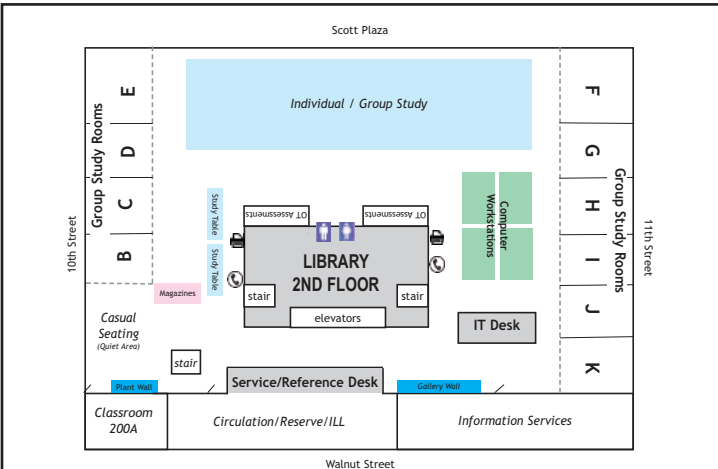 Scott Plaza
E
Individual / Group Study
F
Group Study Rooms
D
G
C
Study Table
OT Assessments
OT Assessments
Computer
Workstations
H
Group Study Rooms
10th Street
11th Street
B
Study Table
LIBRARY
2ND FLOOR
I
Magazines
stair
stair
elevators
J
Casual
Seating
(Quiet Area)
IT Desk
stair
K
Plant Wall
Service/Reference Desk
Gallery Wall
Classroom
200A
Circulation/Reserve/ILL
Information Services
Walnut Street